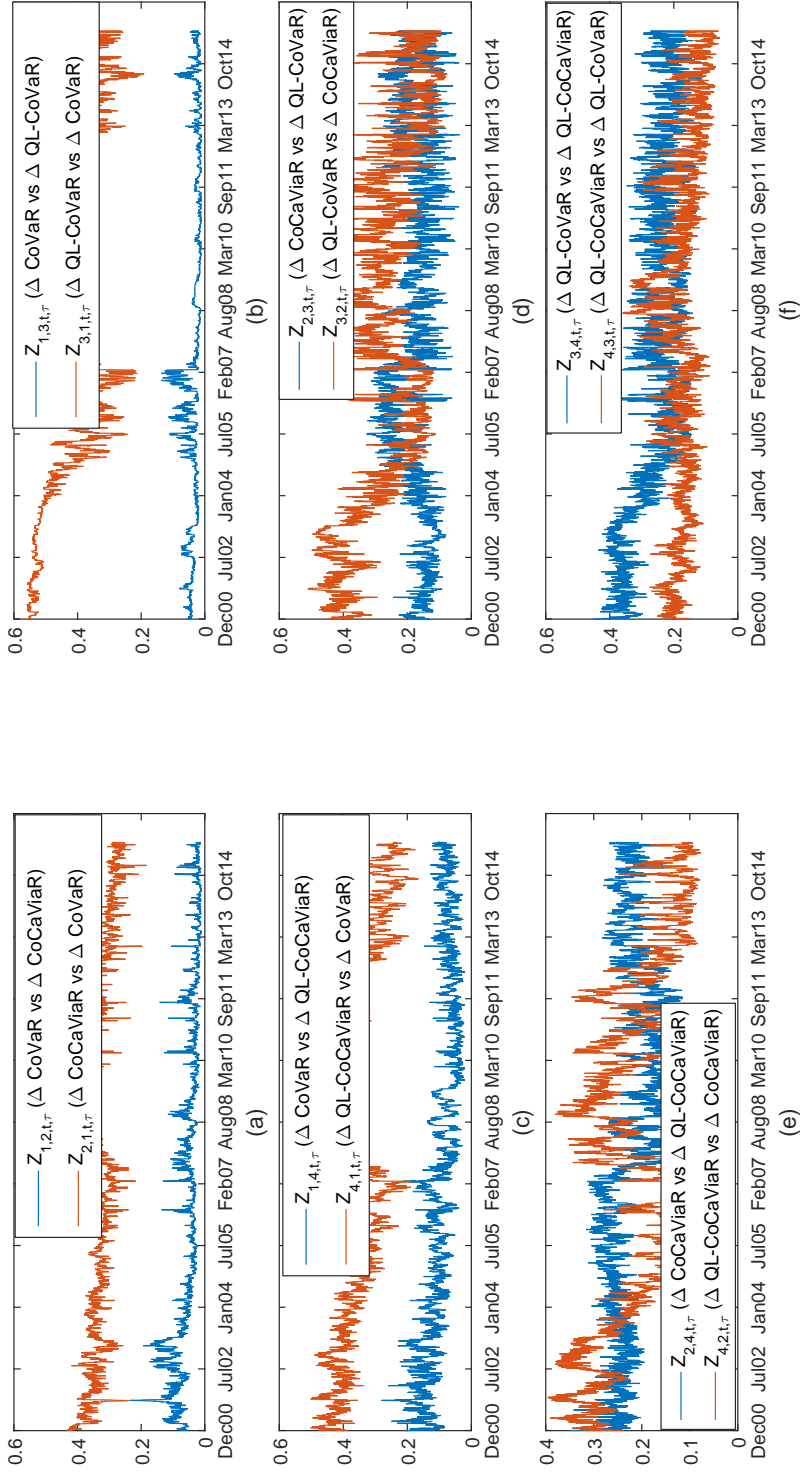 0.6
0.4
0.2
0
Dec00 Jul02 Jan04 Jul05 Feb07 Aug08 Mar10 Sep11 Mar13 Oct14
Z1,2,t,τ (Δ CoVaR vs Δ CoCaViaR)
Z2,1,t,τ (Δ CoCaViaR vs Δ CoVaR)
(a)
0.6
0.4
0.2
0
Dec00 Jul02 Jan04 Jul05 Feb07 Aug08 Mar10 Sep11 Mar13 Oct14
Z1,3,t,τ (Δ CoVaR vs Δ QL-CoVaR)
Z3,1,t,τ (Δ QL-CoVaR vs Δ CoVaR)
(b)
0.6
0.4
0.2
0
Dec00 Jul02 Jan04 Jul05 Feb07 Aug08 Mar10 Sep11 Mar13 Oct14
Z1,4,t,τ (Δ CoVaR vs Δ QL-CoCaViaR)
Z4,1,t,τ (Δ QL-CoCaViaR vs Δ CoVaR)
(c)
0.6
0.4
0.2
0
Dec00 Jul02 Jan04 Jul05 Feb07 Aug08 Mar10 Sep11 Mar13 Oct14
Z2,3,t,τ (Δ CoCaViaR vs Δ QL-CoVaR)
Z3,2,t,τ (Δ QL-CoVaR vs Δ CoCaViaR)
(d)
0.4
0.3
0.2
0.1
0
Dec00 Jul02 Jan04 Jul05 Feb07 Aug08 Mar10 Sep11 Mar13 Oct14
Z2,4,t,τ (Δ CoCaViaR vs Δ QL-CoCaViaR)
Z4,2,t,τ (Δ QL-CoCaViaR vs Δ CoCaViaR)
(e)
0.6
0.4
0.2
0
Dec00 Jul02 Jan04 Jul05 Feb07 Aug08 Mar10 Sep11 Mar13 Oct14
Z3,4,t,τ (Δ QL-CoVaR vs Δ QL-CoCaViaR)
Z4,3,t,τ (Δ QL-CoCaViaR vs Δ QL-CoVaR)
(f)